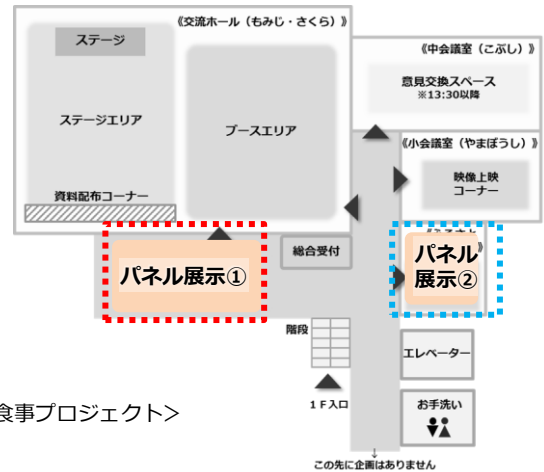 《交流ホール（もみじ・さくら）》
ステージ
ステージエリア
ブースエリア
資料配布コーナー
《中会議室（こぶし）》
意見交換スペース
※13:30以降
《小会議室（やまぼうし）》
映像上映
コーナー
総合受付
パネル展示①
パネル
展示②
階段
エレベーター
1F入口
お手洗い
食事プロジェクト>
この先に企画はありません